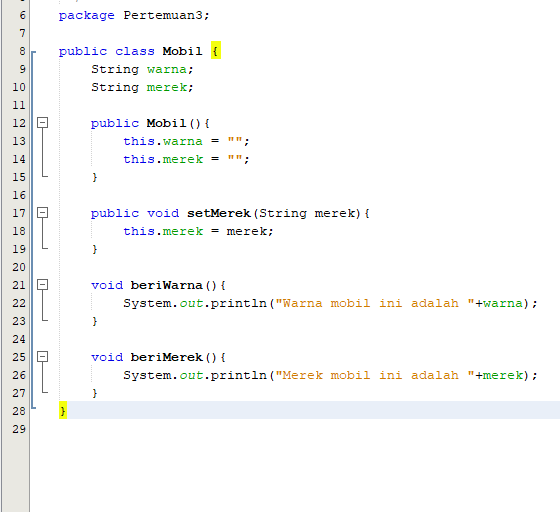 6 package Pertemuan3;
7
8 public class Mobil {
9 String warna;
10 String merek;
11
12 public Mobil(){
13 this.warna = "";
14 this.merek = "";
15 }
16
17 public void setMerek(String merek){
18 this.merek = merek;
19 }
20
21 void beriWarna(){
22 System.out.println("Warna mobil ini adalah "+warna);
23 }
24
25 void beriMerek(){
26 System.out.println("Merek mobil ini adalah "+merek);
27 }
28 }
29